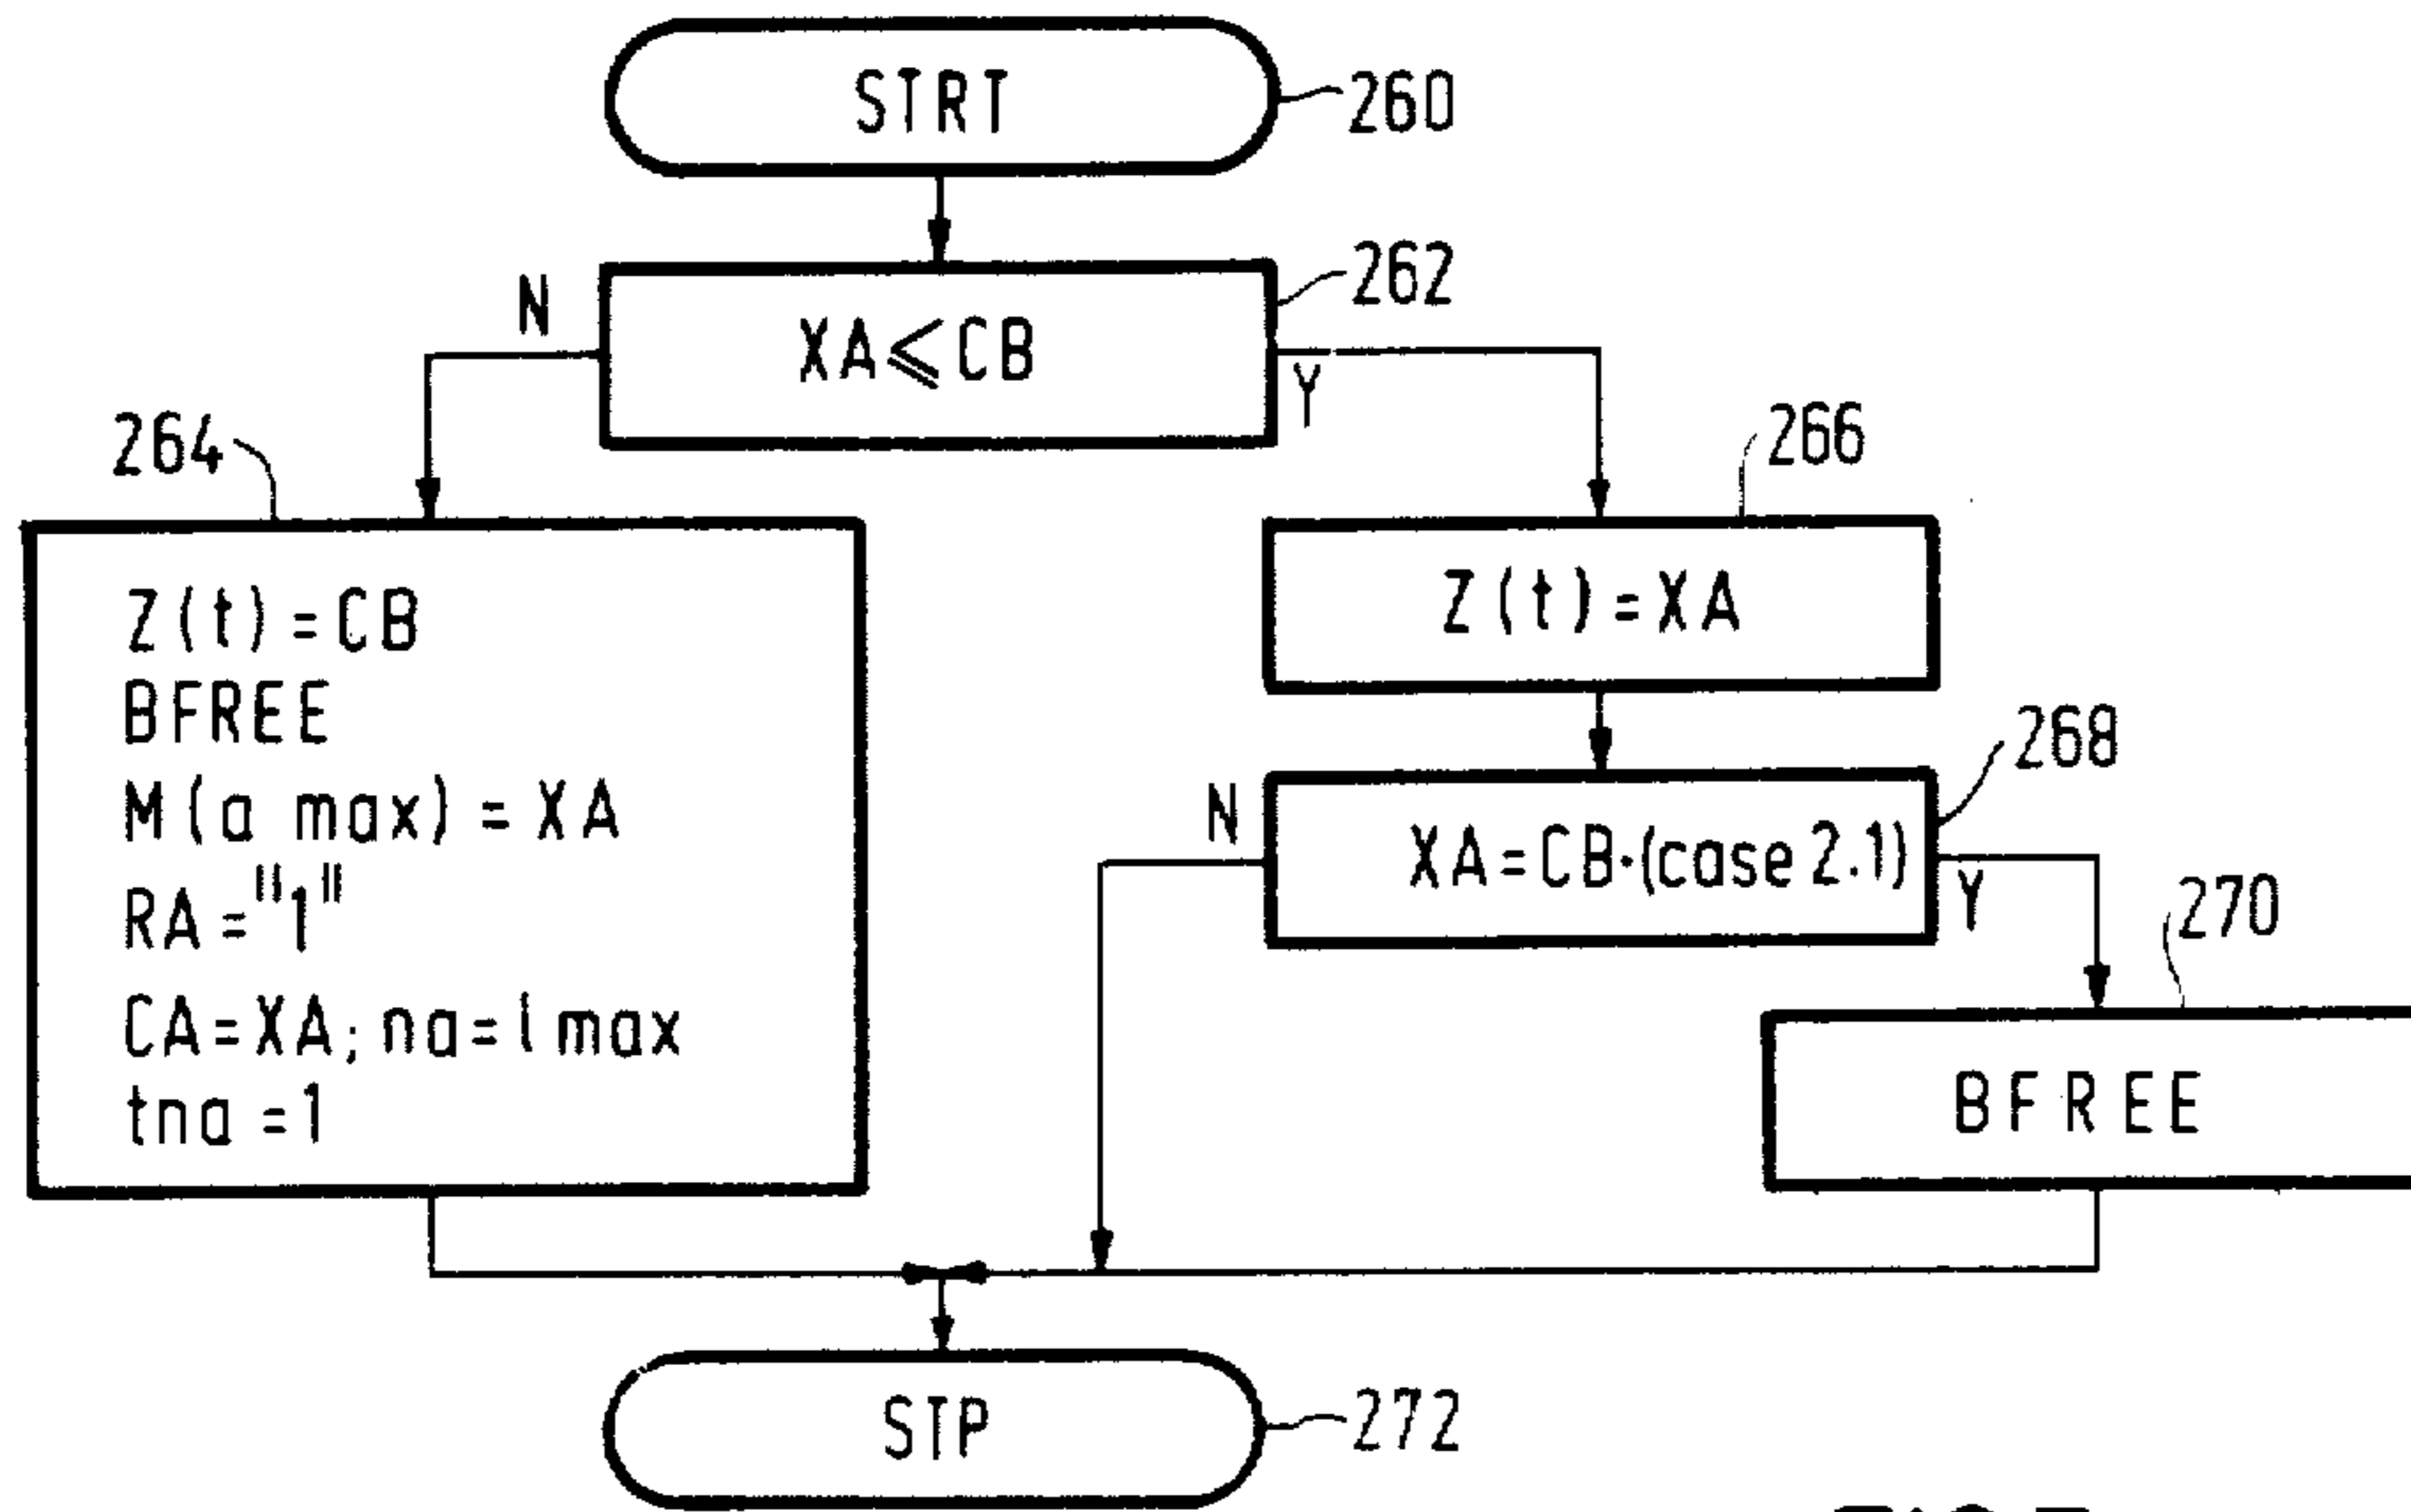 STRT
260
262
N
XA⩽CB
Y
264
266
Z(t)=CB
BFREE
M(a max)=XA
RA="1"
CA=XA;na=lmax
tna=1
Z(t)=XA
268
N
XA=CB·(case 2.1)
Y
270
BFREE
STP
272